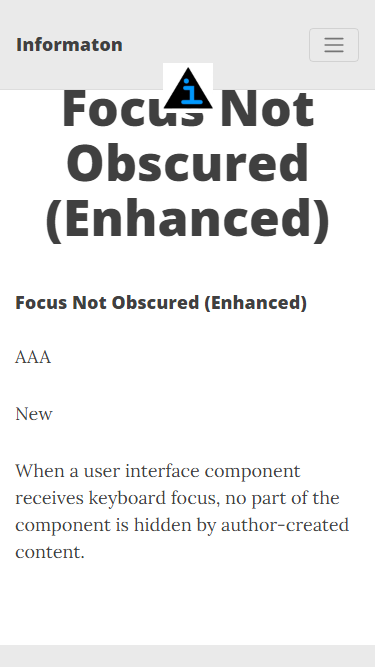 Informaton
i
Focus Not
Obscured
(Enhanced)
Focus Not Obscured (Enhanced)
AAA
New
When a user interface component
receives keyboard focus, no part of the
component is hidden by author-created
content.